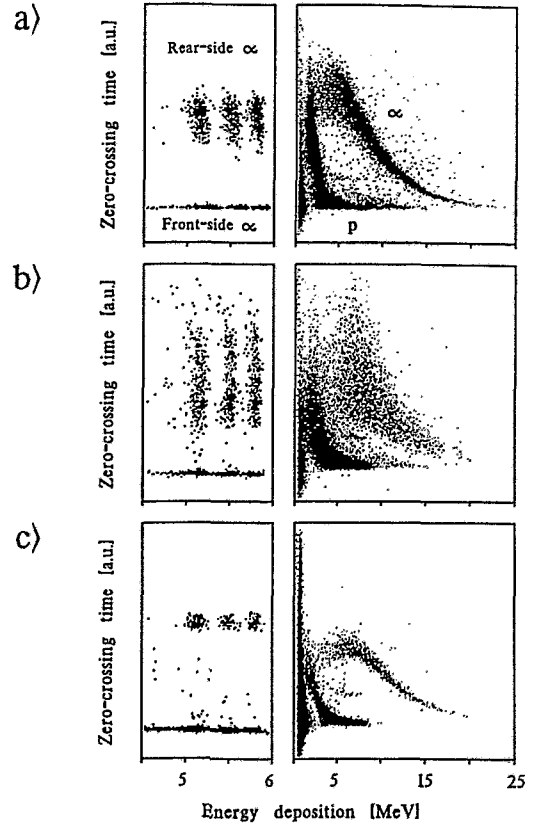 a)
Zero-crossing time [a.u.]
Rear-side ∝
Front-side ∝
∝
p
b)
Zero-crossing time [a.u.]
c)
Zero-crossing time [a.u.]
5 6 5 15 25
Energy deposition [MeV]